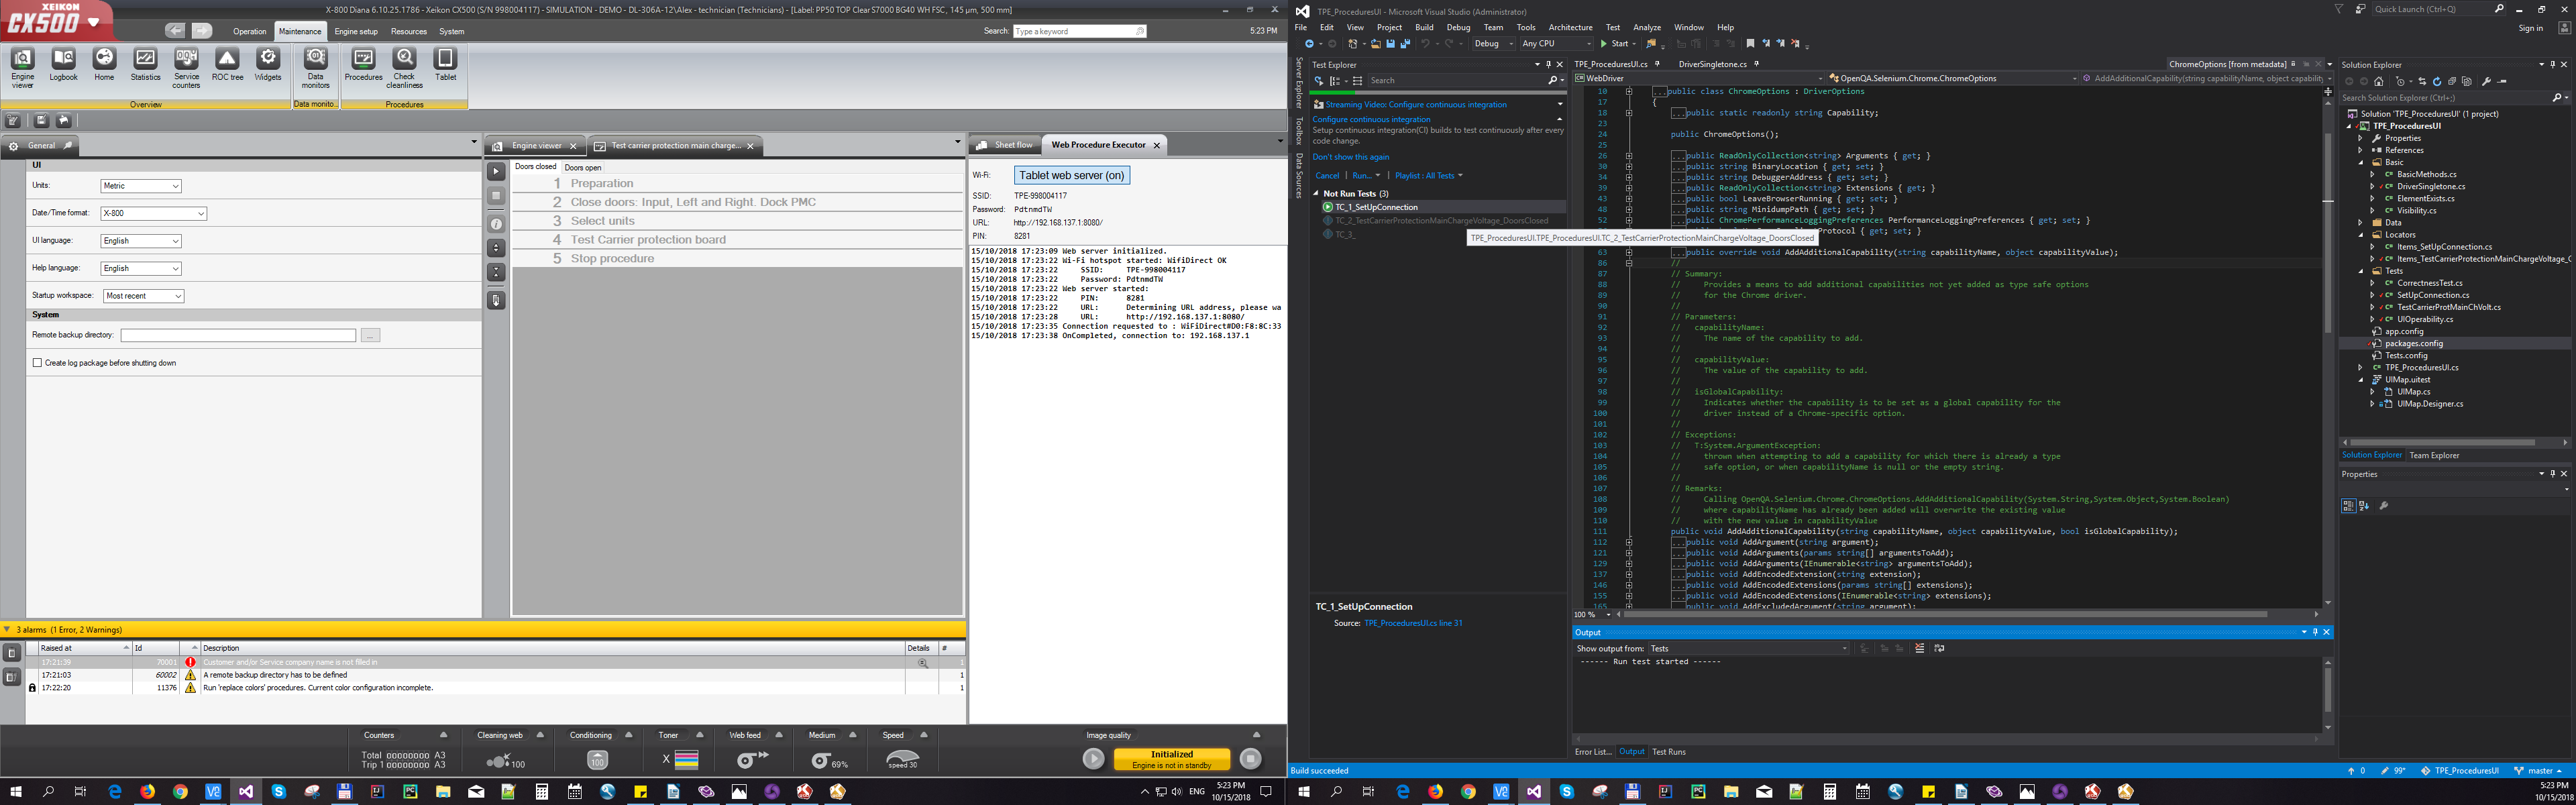 XEIKON
CX500
X-800 Diana 6.10.25.1786 - Xeikon CX500 (S/N 998004117) - SIMULATION - DEMO - DL-306A-12\Alex - technician (Technicians) - [Label: PP50 TOP Clear S7000 BG40 WH FSC, 145 µm, 500 mm]
Operation Maintenance Engine setup Resources System
Search: Type a keyword
5:23 PM
Engine viewer Logbook Home Statistics Service counters ROC tree Widgets Data monitors Procedures Check cleanliness Tablet
Overview Data monito... Procedures
General
UI
Units: Metric
Date/Time format: X-800
UI language: English
Help language: English
Startup workspace: Most recent
System
Remote backup directory: ...
Create log package before shutting down
Engine viewer Test carrier protection main charge...
Doors closed Doors open
1 Preparation
2 Close doors: Input, Left and Right. Dock PMC
3 Select units
4 Test Carrier protection board
5 Stop procedure
Sheet flow Web Procedure Executor
Wi-Fi: Tablet web server (on)
SSID: TPE-998004117
Password: PdtnmdTW
URL: http://192.168.137.1:8080/
PIN: 8281
15/10/2018 17:23:09 Web server initialized.
15/10/2018 17:23:22 Wi-Fi hotspot started: WifiDirect OK
15/10/2018 17:23:22 SSID: TPE-998004117
15/10/2018 17:23:22 Password: PdtnmdTW
15/10/2018 17:23:22 Web server started:
15/10/2018 17:23:22 PIN: 8281
15/10/2018 17:23:22 URL: Determining URL address, please wa
15/10/2018 17:23:28 URL: http://192.168.137.1:8080/
15/10/2018 17:23:35 Connection requested to : WiFiDirect#D0:F8:8C:33
15/10/2018 17:23:38 OnCompleted, connection to: 192.168.137.1
3 alarms (1 Error, 2 Warnings)
Raised at Id Description Details #
17:21:39 70001 Customer and/or Service company name is not filled in 1
17:21:03 60002 A remote backup directory has to be defined 1
17:22:20 11376 Run 'replace colors' procedures. Current color configuration incomplete. 1
Counters Cleaning web Conditioning Toner Web feed Medium Speed Image quality
Total 00000000 A3
Trip 1 00000000 A3
100
100
X
69%
speed 30
Initialized
Engine is not in standby
ENG
5:23 PM
10/15/2018
TPE_ProceduresUI - Microsoft Visual Studio (Administrator)
Quick Launch (Ctrl+Q)
File Edit View Project Build Debug Team Tools Architecture Test Analyze Window Help
Sign in
Debug Any CPU Start
Server Explorer Toolbox Data Sources
Test Explorer
Search
Streaming Video: Configure continuous integration
Configure continuous integration
Setup continuous integration(CI) builds to test continuously after every code change.
Don't show this again
Cancel | Run... | Playlist : All Tests
Not Run Tests (3)
TC_1_SetUpConnection
TC_2_TestCarrierProtectionMainChargeVoltage_DoorsClosed
TC_3_
TPE_ProceduresUI.TPE_ProceduresUI.TC_2_TestCarrierProtectionMainChargeVoltage_DoorsClosed
TC_1_SetUpConnection
Source: TPE_ProceduresUI.cs line 31
TPE_ProceduresUI.cs DriverSingletone.cs ChromeOptions [from metadata]
WebDriver OpenQA.Selenium.Chrome.ChromeOptions AddAdditionalCapability(string capabilityName, object capability
10 ...public class ChromeOptions : DriverOptions
17 {
18 ...public static readonly string Capability;
23
24 public ChromeOptions();
25
26 ...public ReadOnlyCollection<string> Arguments { get; }
30 ...public string BinaryLocation { get; set; }
34 ...public string DebuggerAddress { get; set; }
39 ...public ReadOnlyCollection<string> Extensions { get; }
43 ...public bool LeaveBrowserRunning { get; set; }
48 ...public string MinidumpPath { get; set; }
52 ...public ChromePerformanceLoggingPreferences PerformanceLoggingPreferences { get; set; }
Protocol { get; set; }
63 ...public override void AddAdditionalCapability(string capabilityName, object capabilityValue);
86 //
87 // Summary:
88 // Provides a means to add additional capabilities not yet added as type safe options
89 // for the Chrome driver.
90 //
91 // Parameters:
92 // capabilityName:
93 // The name of the capability to add.
94 //
95 // capabilityValue:
96 // The value of the capability to add.
97 //
98 // isGlobalCapability:
99 // Indicates whether the capability is to be set as a global capability for the
100 // driver instead of a Chrome-specific option.
101 //
102 // Exceptions:
103 // T:System.ArgumentException:
104 // thrown when attempting to add a capability for which there is already a type
105 // safe option, or when capabilityName is null or the empty string.
106 //
107 // Remarks:
108 // Calling OpenQA.Selenium.Chrome.ChromeOptions.AddAdditionalCapability(System.String,System.Object,System.Boolean)
109 // where capabilityName has already been added will overwrite the existing value
110 // with the new value in capabilityValue
111 public void AddAdditionalCapability(string capabilityName, object capabilityValue, bool isGlobalCapability);
112 ...public void AddArgument(string argument);
121 ...public void AddArguments(params string[] argumentsToAdd);
129 ...public void AddArguments(IEnumerable<string> argumentsToAdd);
137 ...public void AddEncodedExtension(string extension);
146 ...public void AddEncodedExtensions(params string[] extensions);
155 ...public void AddEncodedExtensions(IEnumerable<string> extensions);
165 ...public void AddExcludedArgument(string argument);
100 %
Output
Show output from: Tests
------ Run test started ------
Error List... Output Test Runs
Solution Explorer
Search Solution Explorer (Ctrl+;)
Solution 'TPE_ProceduresUI' (1 project)
TPE_ProceduresUI
Properties
References
Basic
BasicMethods.cs
DriverSingletone.cs
ElementExists.cs
Visibility.cs
Data
Locators
Items_SetUpConnection.cs
Items_TestCarrierProtectionMainChargeVoltage_
Tests
CorrectnessTest.cs
SetUpConnection.cs
TestCarrierProtMainChVolt.cs
UIOperability.cs
app.config
packages.config
Tests.config
TPE_ProceduresUI.cs
UIMap.uitest
UIMap.cs
UIMap.Designer.cs
Solution Explorer Team Explorer
Properties
Build succeeded
0 99* TPE_ProceduresUI master
ENG
5:23 PM
10/15/2018